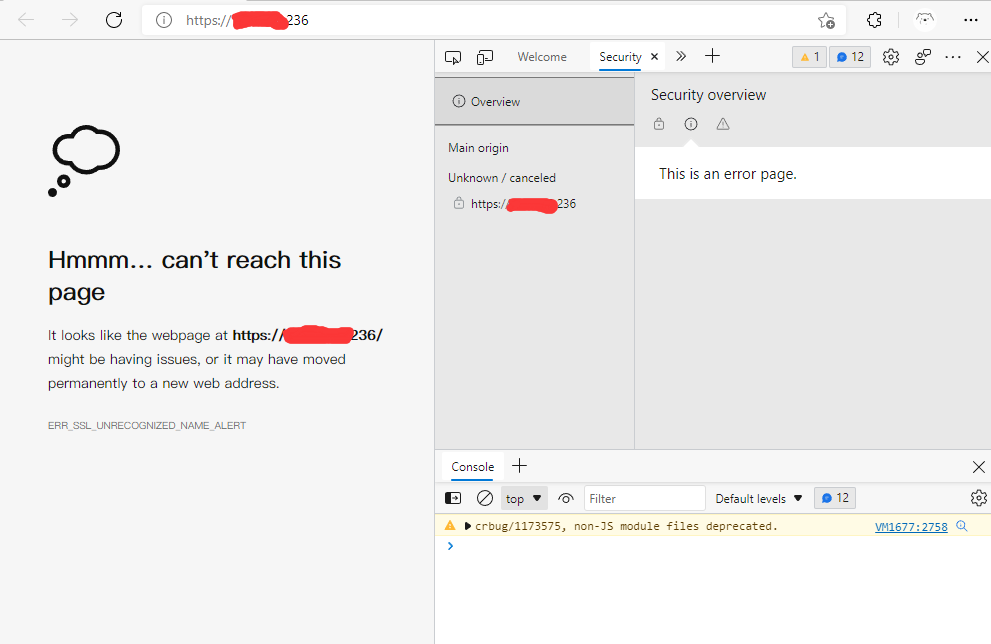 https:// 236
Welcome
Security
1
12
Overview
Main origin
Unknown / canceled
https:/ 236
Security overview
This is an error page.
Hmmm... can't reach this
page
It looks like the webpage at https:// 236/
might be having issues, or it may have moved
permanently to a new web address.
ERR_SSL_UNRECOGNIZED_NAME_ALERT
Console
top
Filter
Default levels
12
crbug/1173575, non-JS module files deprecated.
VM1677:2758